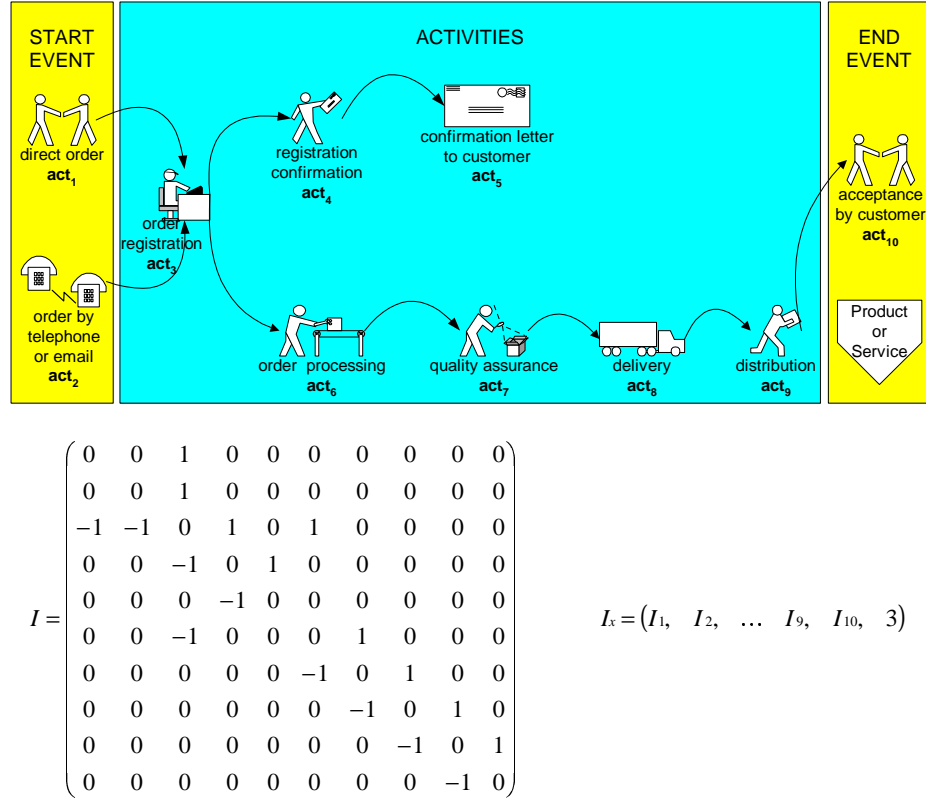 START
EVENT
ACTIVITIES
END
EVENT
direct order
act1
order
registration
act3
order by
telephone
or email
act2
registration
confirmation
act4
confirmation letter
to customer
act5
order processing
act6
quality assurance
act7
delivery
act8
distribution
act9
acceptance
by customer
act10
Product
or
Service
I =
0 0 1 0 0 0 0 0 0 0
0 0 1 0 0 0 0 0 0 0
−1 −1 0 1 0 1 0 0 0 0
0 0 −1 0 1 0 0 0 0 0
0 0 0 −1 0 0 0 0 0 0
0 0 −1 0 0 0 1 0 0 0
0 0 0 0 0 −1 0 1 0 0
0 0 0 0 0 0 −1 0 1 0
0 0 0 0 0 0 0 −1 0 1
0 0 0 0 0 0 0 0 −1 0
Ix = (I1, I2, … I9, I10, 3)